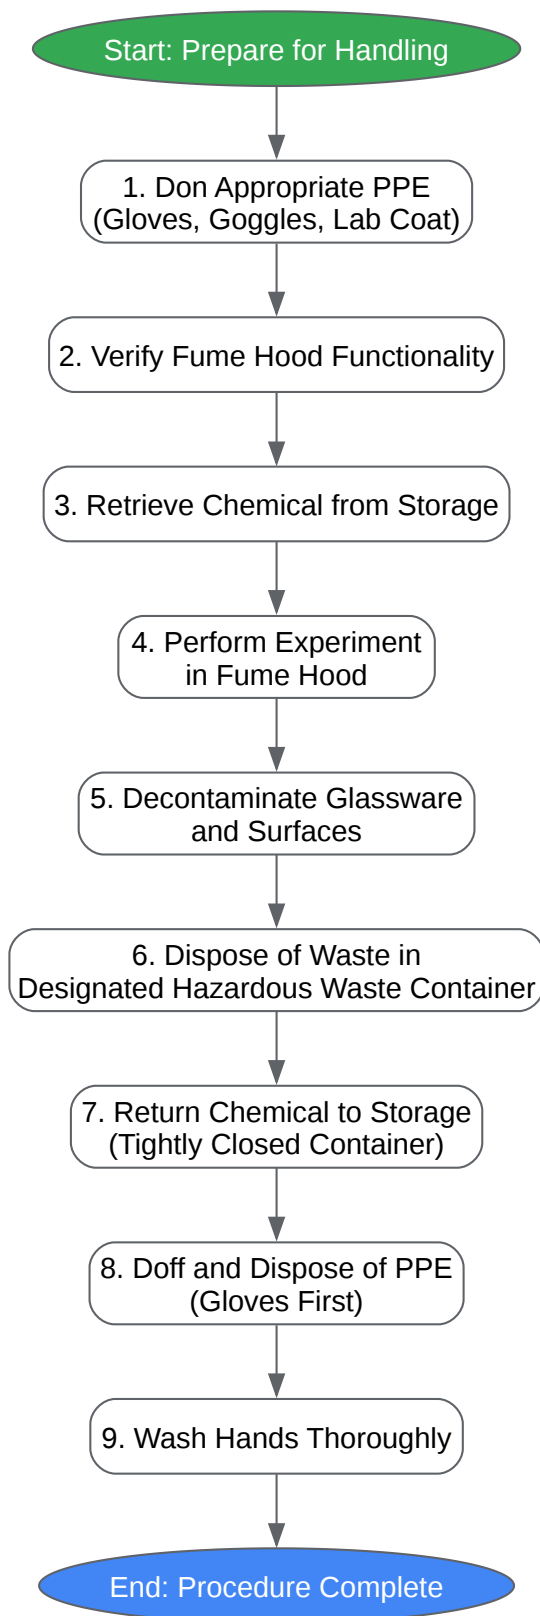 Start: Prepare for Handling
1. Don Appropriate PPE
(Gloves, Goggles, Lab Coat)
2. Verify Fume Hood Functionality
3. Retrieve Chemical from Storage
4. Perform Experiment
in Fume Hood
5. Decontaminate Glassware
and Surfaces
6. Dispose of Waste in
Designated Hazardous Waste Container
7. Return Chemical to Storage
(Tightly Closed Container)
8. Doff and Dispose of PPE
(Gloves First)
9. Wash Hands Thoroughly
End: Procedure Complete